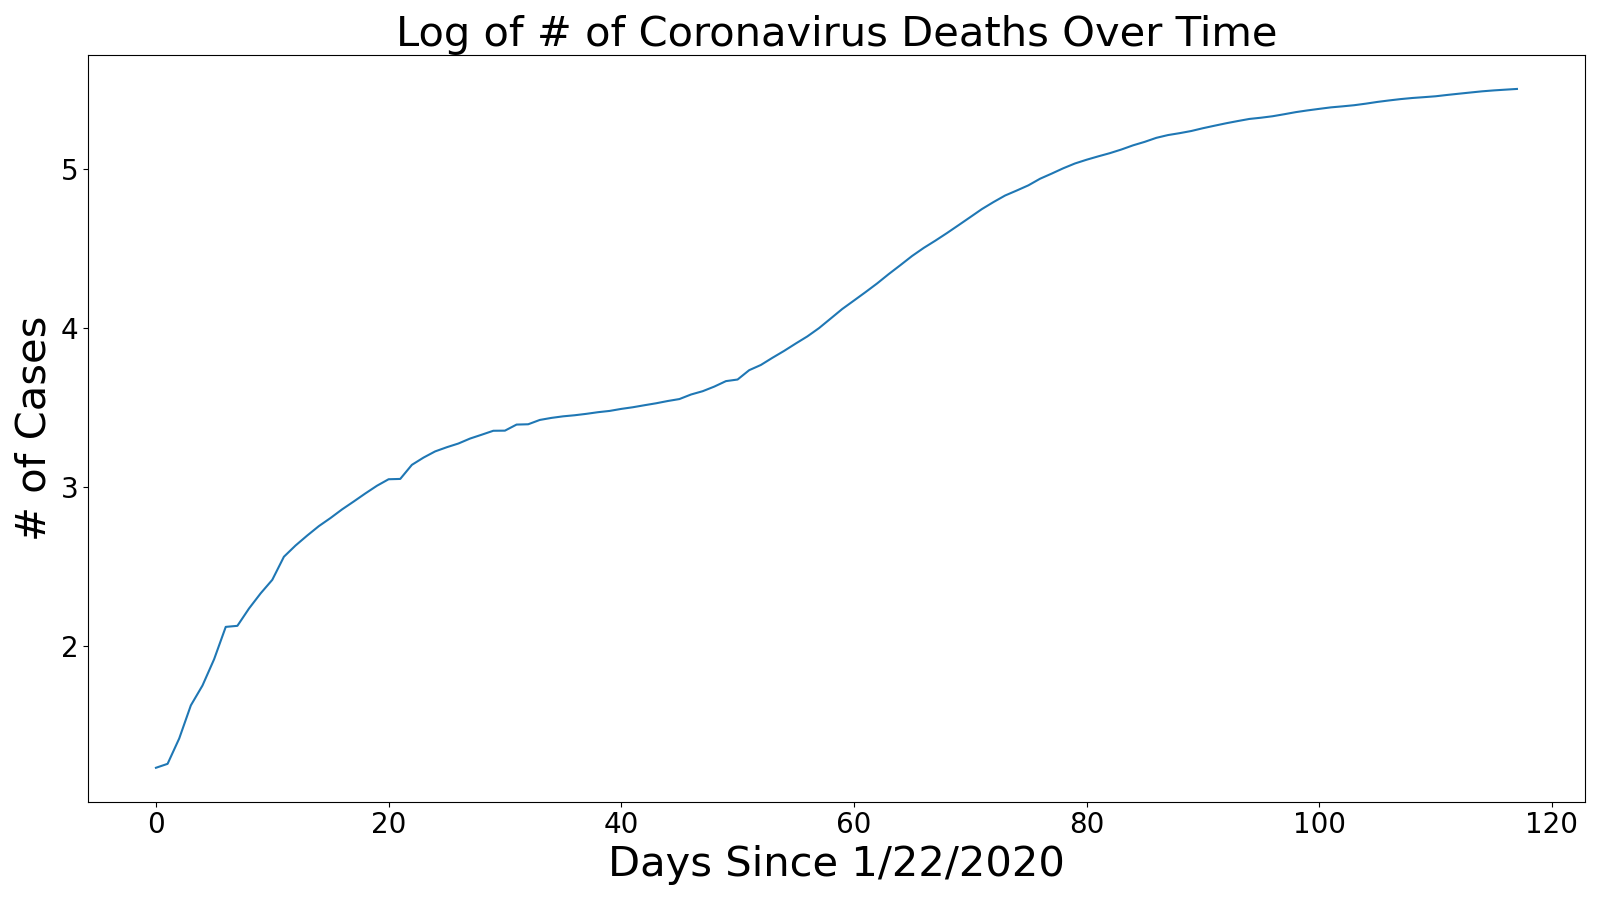 Log of # of Coronavirus Deaths Over Time
# of Cases
5
4
3
2
0 20 40 60 80 100 120
Days Since 1/22/2020